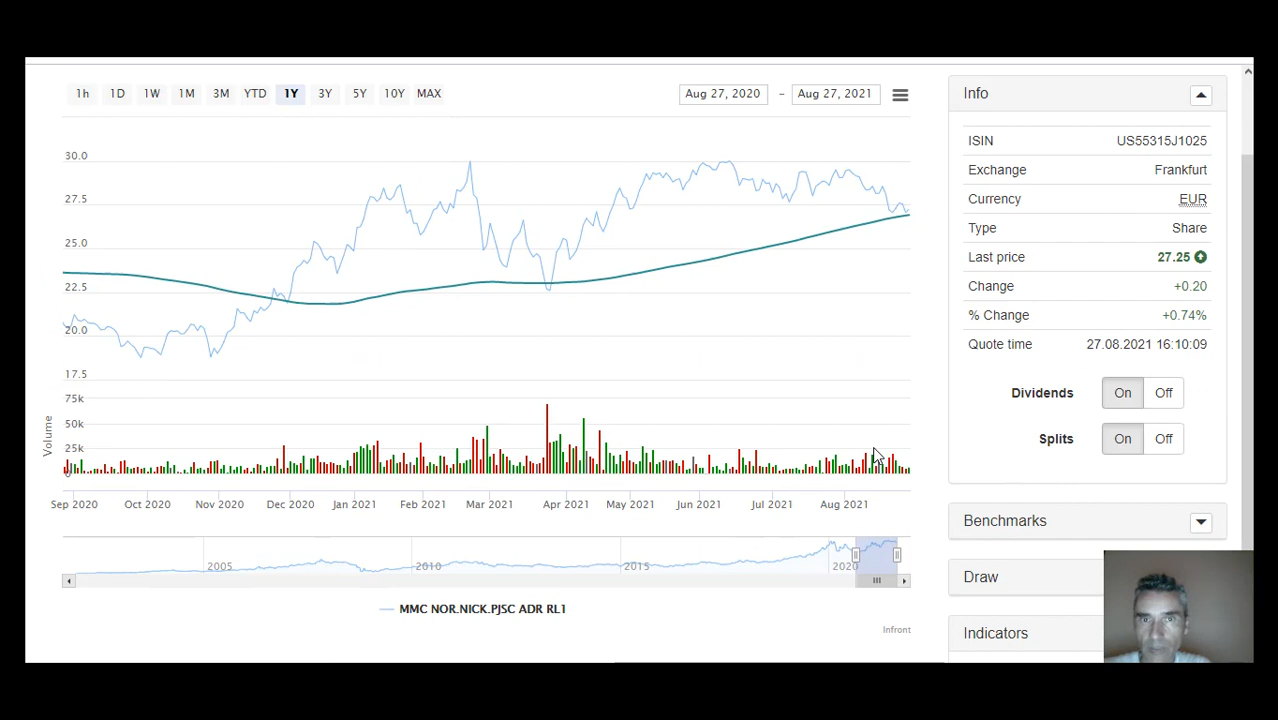 1h 1D 1W 1M 3M YTD 1Y 3Y 5Y 10Y MAX Aug 27, 2020 - Aug 27, 2021
30.0
27.5
25.0
22.5
20.0
17.5
75k
50k
25k
0
Volume
Sep 2020 Oct 2020 Nov 2020 Dec 2020 Jan 2021 Feb 2021 Mar 2021 Apr 2021 May 2021 Jun 2021 Jul 2021 Aug 2021
2005 2010 2015 2020
MMC NOR.NICK.PJSC ADR RL1
Infront
Info
ISIN US55315J1025
Exchange Frankfurt
Currency EUR
Type Share
Last price 27.25
Change +0.20
% Change +0.74%
Quote time 27.08.2021 16:10:09
Dividends On Off
Splits On Off
Benchmarks
Draw
Indicators